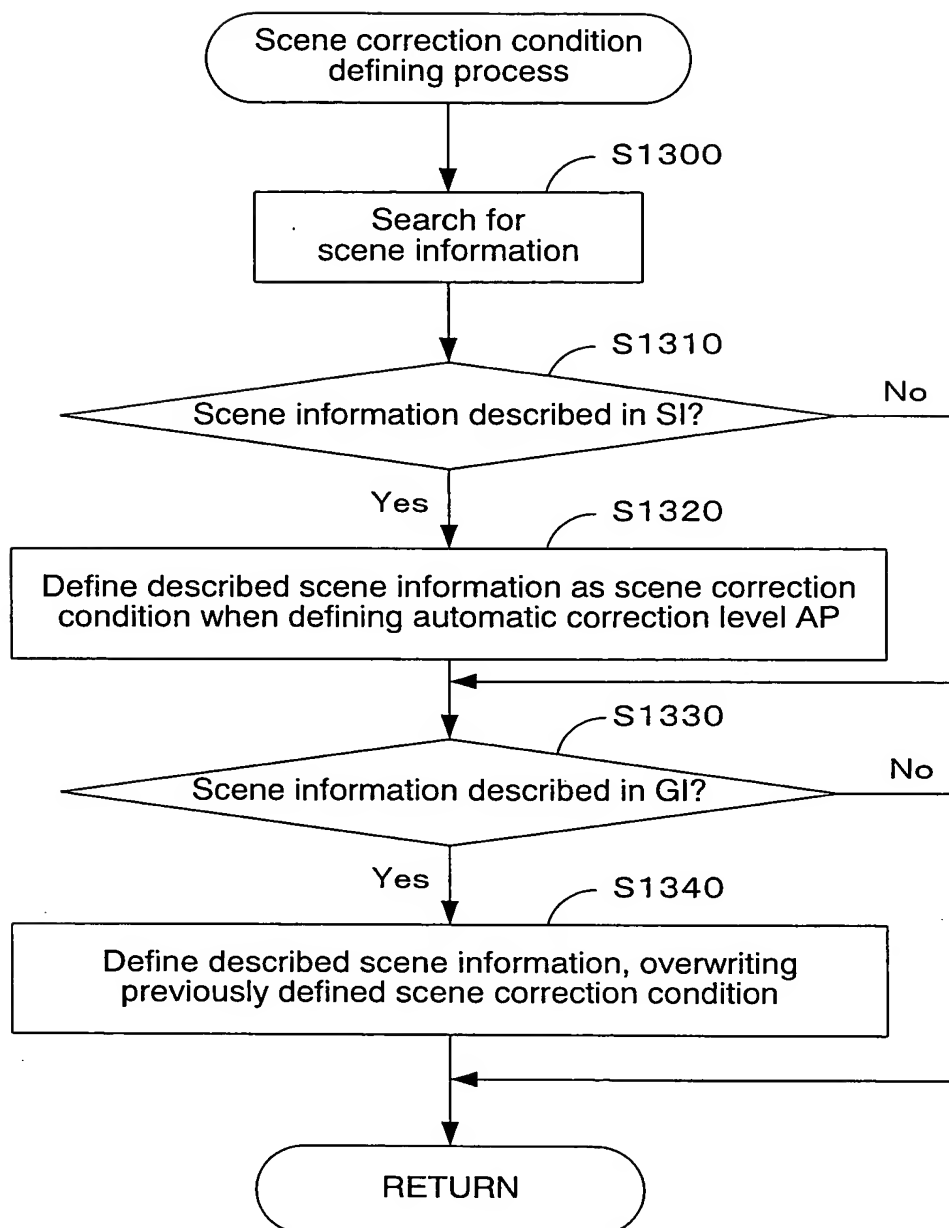 Scene correction condition
defining process
S1300
Search for
scene information
S1310
Scene information described in SI?
No
Yes
S1320
Define described scene information as scene correction
condition when defining automatic correction level AP
S1330
Scene information described in GI?
No
Yes
S1340
Define described scene information, overwriting
previously defined scene correction condition
RETURN